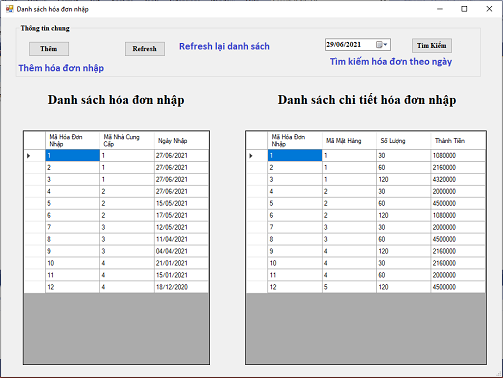 Danh sách hóa đơn nhập
Thông tin chung
Thêm
Refresh
Refresh lại danh sách
29/06/2021
Tìm Kiếm
Thêm hóa đơn nhập
Tìm kiếm hóa đơn theo ngày
Danh sách hóa đơn nhập
Danh sách chi tiết hóa đơn nhập
Mã Hóa Đơn Nhập Mã Nhà Cung Cấp Ngày Nhập
1 1 27/06/2021
2 1 27/06/2021
3 1 27/06/2021
4 2 27/06/2021
5 2 15/05/2021
6 2 17/05/2021
7 3 12/05/2021
8 3 11/04/2021
9 3 04/04/2021
10 4 21/01/2021
11 4 15/01/2021
12 4 18/12/2020
Mã Hóa Đơn Nhập Mã Mặt Hàng Số Lượng Thành Tiền
1 1 30 1080000
2 1 60 2160000
3 1 120 4320000
4 2 30 2000000
5 2 60 4500000
6 2 120 1080000
7 3 30 2000000
8 3 60 4500000
9 4 120 2160000
10 4 30 2160000
11 4 60 2000000
12 5 120 4500000